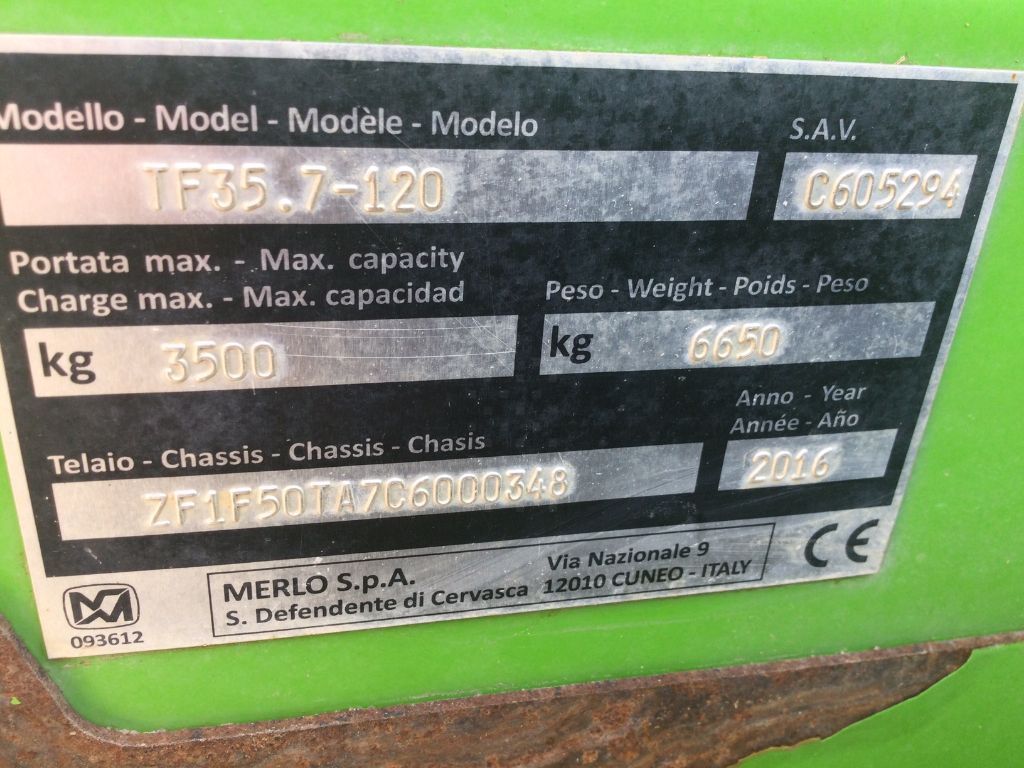 Modello - Model - Modèle - Modelo
S.A.V.
TF35.7-120
C605294
Portata max. - Max. capacity
Charge max. - Max. capacidad
Peso - Weight - Poids - Peso
kg 3500
kg 6650
Anno - Year
Année - Año
Telaio - Chassis - Chassis - Chasis
ZF1F50TA7C6000348
2016
MERLO S.p.A.
Via Nazionale 9
S. Defendente di Cervasca 12010 CUNEO - ITALY
CE
093612